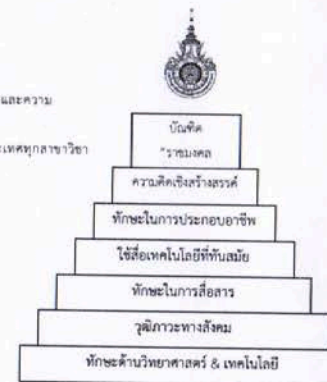 และความ
ะเทศทุกสาขาวิชา
บัณฑิต
"ราชมงคล
ความคิดเชิงสร้างสรรค์
ทักษะในการประกอบอาชีพ
ใช้สื่อเทคโนโลยีที่ทันสมัย
ทักษะในการสื่อสาร
วุฒิภาวะทางสังคม
ทักษะด้านวิทยาศาสตร์ & เทคโนโลยี